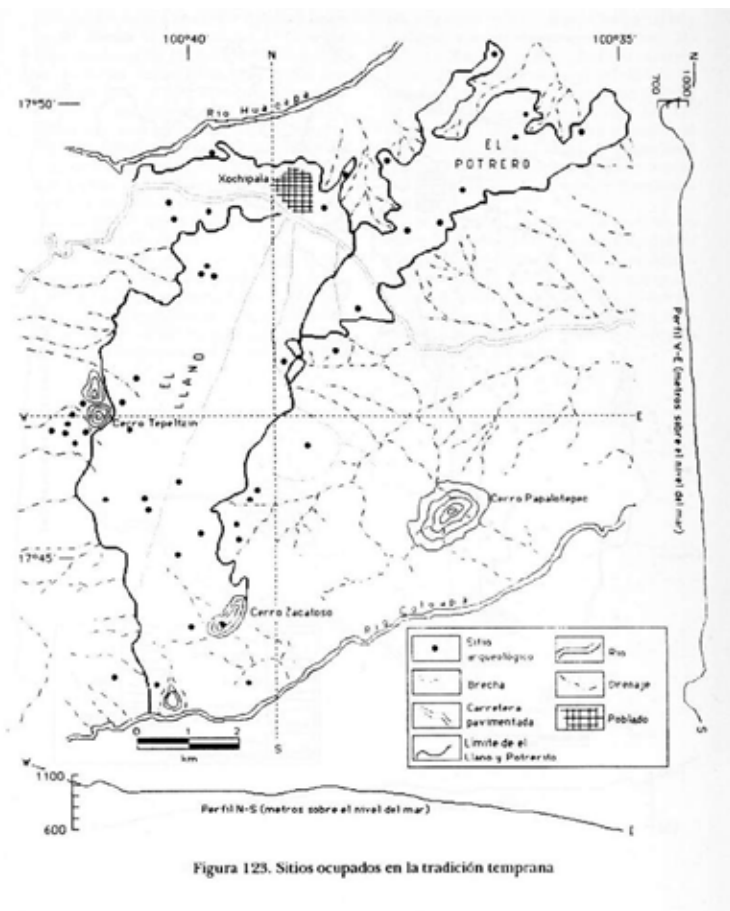 100°40'
100°35'
N
17°50'
Río Huacapa
N
1000
700
EL
POTRERO
Xochipala
EL
LLANO
Perfil V-E (metros sobre el nivel del mar)
E
Cerro Tepeltzin
Cerro Papalotepec
17°45'
Cerro Zacatoso
Río Colo
Sitio
arqueológico
Río
Brecha
Drenaje
Carretera
pavimentada
Poblado
Límite de el
Llano y Potrerito
0 1 2
km
S
S
1100
600
Perfil N-S (metros sobre el nivel del mar)
Figura 123. Sitios ocupados en la tradición temprana